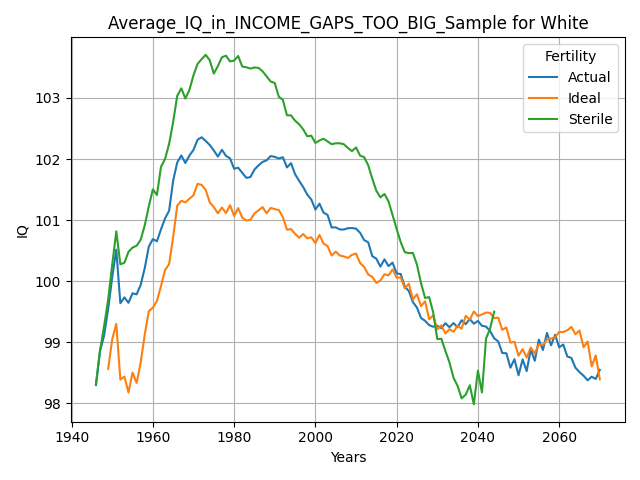 Average_IQ_in_INCOME_GAPS_TOO_BIG_Sample for White
Fertility
Actual
Ideal
Sterile
103
102
101
100
99
98
IQ
1940
1960
1980
2000
2020
2040
2060
Years